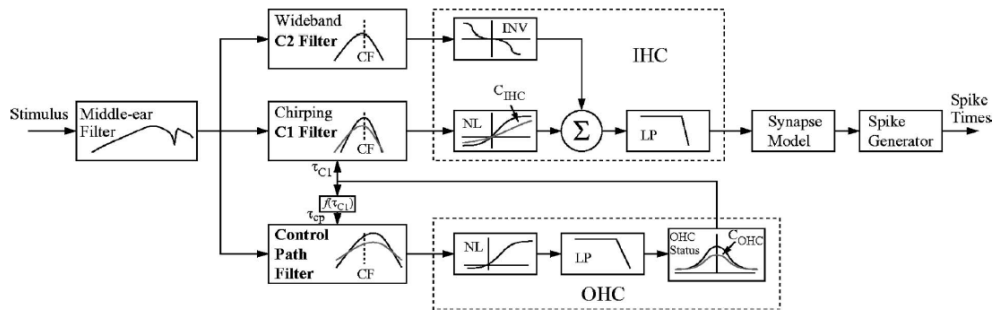 Stimulus
Middle-ear
Filter
Wideband
C2 Filter
CF
INV
IHC
Chirping
C1 Filter
CF
NL
C_IHC
Σ
LP
Synapse
Model
Spike
Generator
Spike
Times
τ_C1
f(τ_C1)
τ_cp
Control
Path
Filter
CF
NL
LP
OHC
Status
C_OHC
OHC